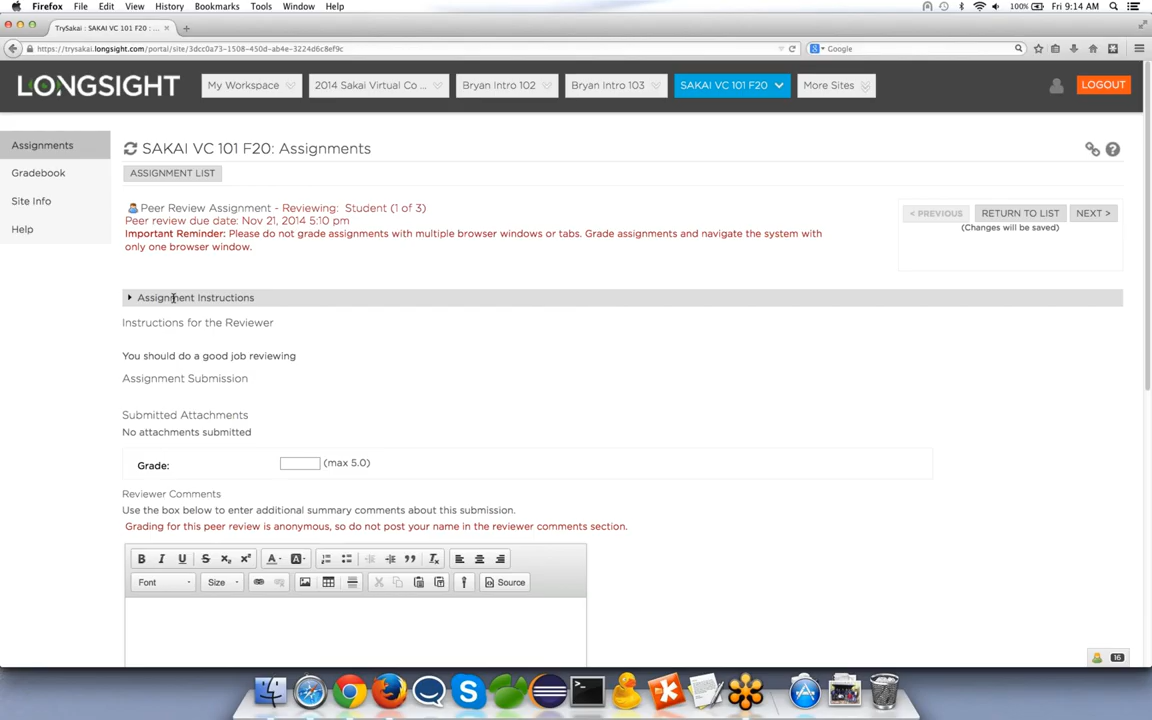 Firefox File Edit View History Bookmarks Tools Window Help 100% Fri 9:14 AM
TrySakai : SAKAI VC 101 F20 : ...
https://trysakai.longsight.com/portal/site/3dcc0a73-1508-450d-ab4e-3224d6c8ef9c Google
LONGSIGHT My Workspace 2014 Sakai Virtual Co ... Bryan Intro 102 Bryan Intro 103 SAKAI VC 101 F20 More Sites LOGOUT
Assignments
Gradebook
Site Info
Help
SAKAI VC 101 F20: Assignments
ASSIGNMENT LIST
Peer Review Assignment - Reviewing: Student (1 of 3)
Peer review due date: Nov 21, 2014 5:10 pm
Important Reminder: Please do not grade assignments with multiple browser windows or tabs. Grade assignments and navigate the system with
only one browser window.
< PREVIOUS RETURN TO LIST NEXT >
(Changes will be saved)
Assignment Instructions
Instructions for the Reviewer
You should do a good job reviewing
Assignment Submission
Submitted Attachments
No attachments submitted
Grade: (max 5.0)
Reviewer Comments
Use the box below to enter additional summary comments about this submission.
Grading for this peer review is anonymous, so do not post your name in the reviewer comments section.
Font Size Source
16